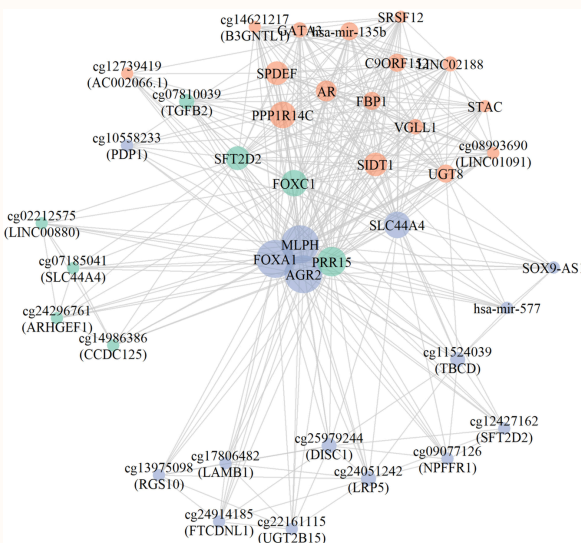 SRSF12
cg14621217
(B3GNTL1)
GATA3
hsa-mir-135b
C9ORF152
LINC02188
cg12739419
(AC002066.1)
SPDEF
AR
FBP1
STAC
cg07810039
(TGFB2)
PPP1R14C
VGLL1
cg10558233
(PDP1)
cg08993690
(LINC01091)
SFT2D2
SIDT1
UGT8
FOXC1
cg02212575
(LINC00880)
SLC44A4
MLPH
FOXA1
PRR15
AGR2
cg07185041
(SLC44A4)
SOX9-AS
cg24296761
(ARHGEF1)
hsa-mir-577
cg14986386
(CCDC125)
cg11524039
(TBCD)
cg12427162
(SFT2D2)
cg25979244
(DISC1)
cg17806482
(LAMB1)
cg09077126
(NPFFR1)
cg13975098
(RGS10)
cg24051242
(LRP5)
cg24914185
(FTCDNL1)
cg22161115
(UGT2B15)